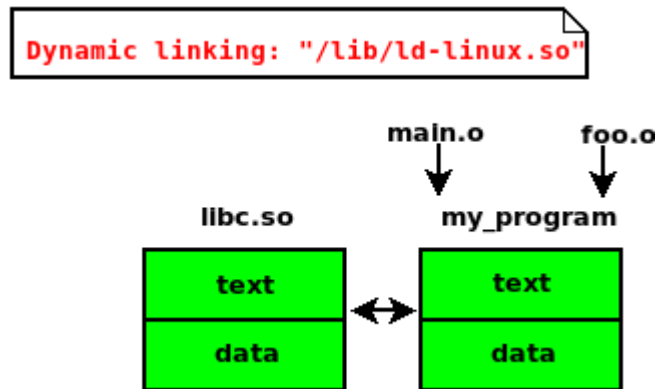 Dynamic linking: "/lib/ld-linux.so"
main.o foo.o
libc.so my_program
text text
data data